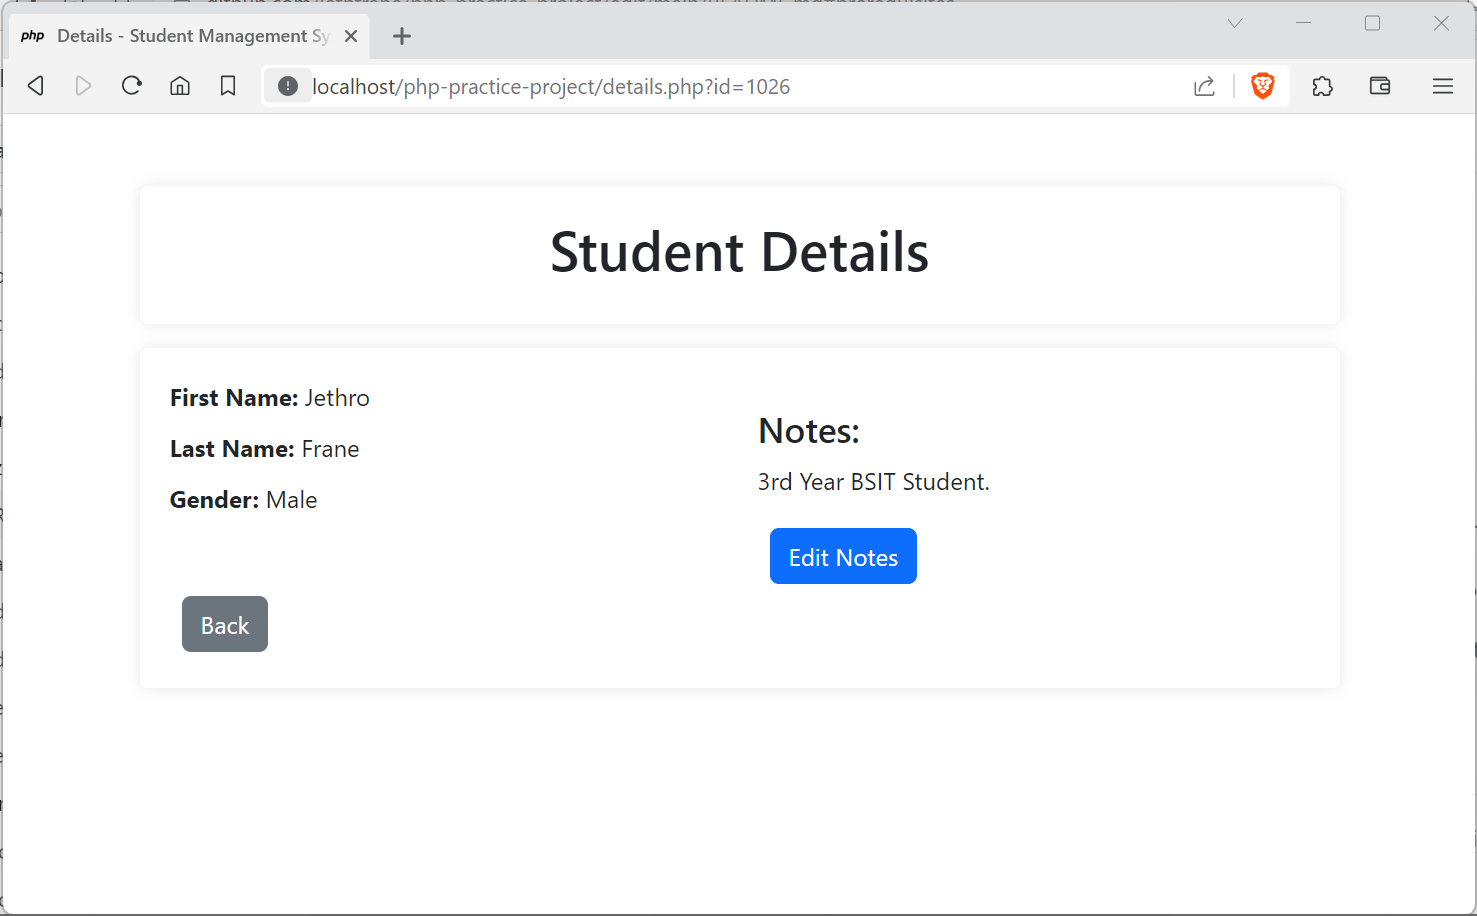 php Details - Student Management Sy
localhost/php-practice-project/details.php?id=1026
Student Details
First Name: Jethro
Last Name: Frane
Gender: Male
Notes:
3rd Year BSIT Student.
Edit Notes
Back